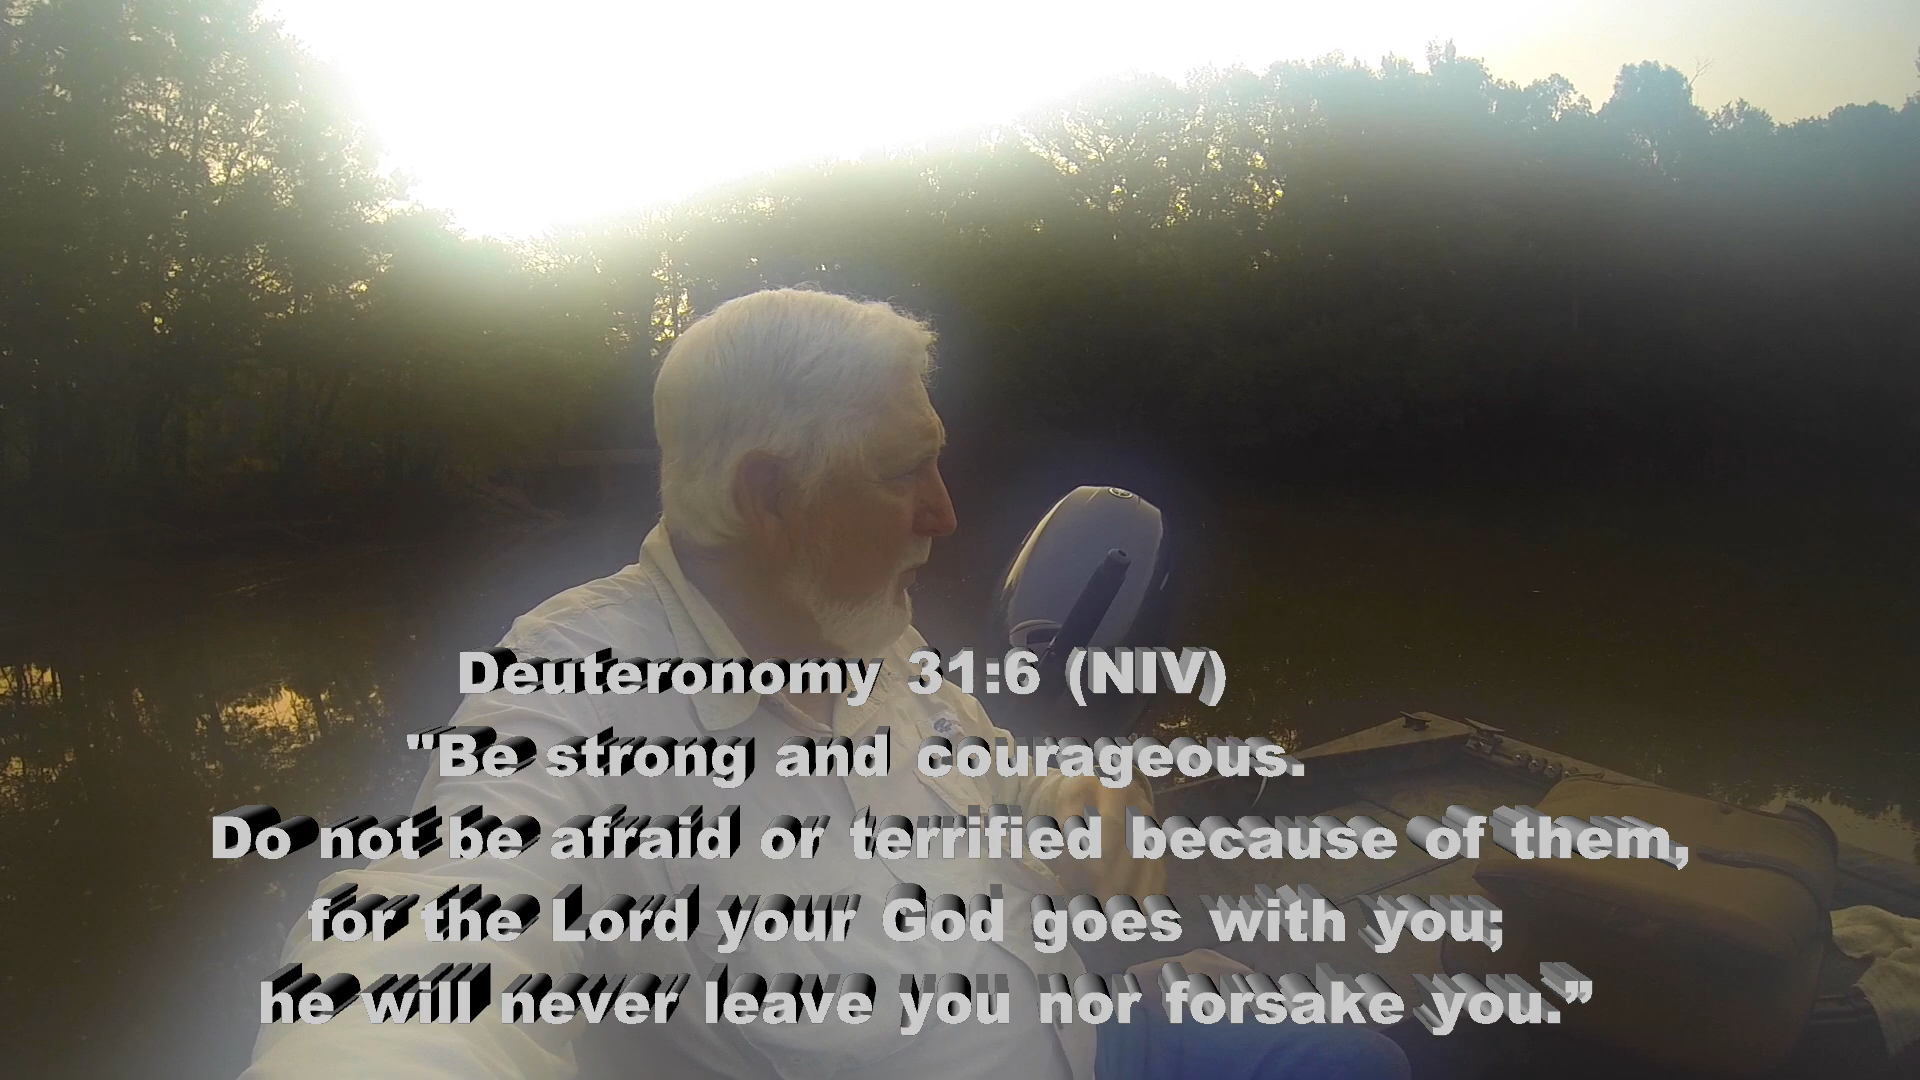 Deuteronomy 31:6 (NIV)
"Be strong and courageous.
Do not be afraid or terrified because of them,
for the Lord your God goes with you;
he will never leave you nor forsake you.”